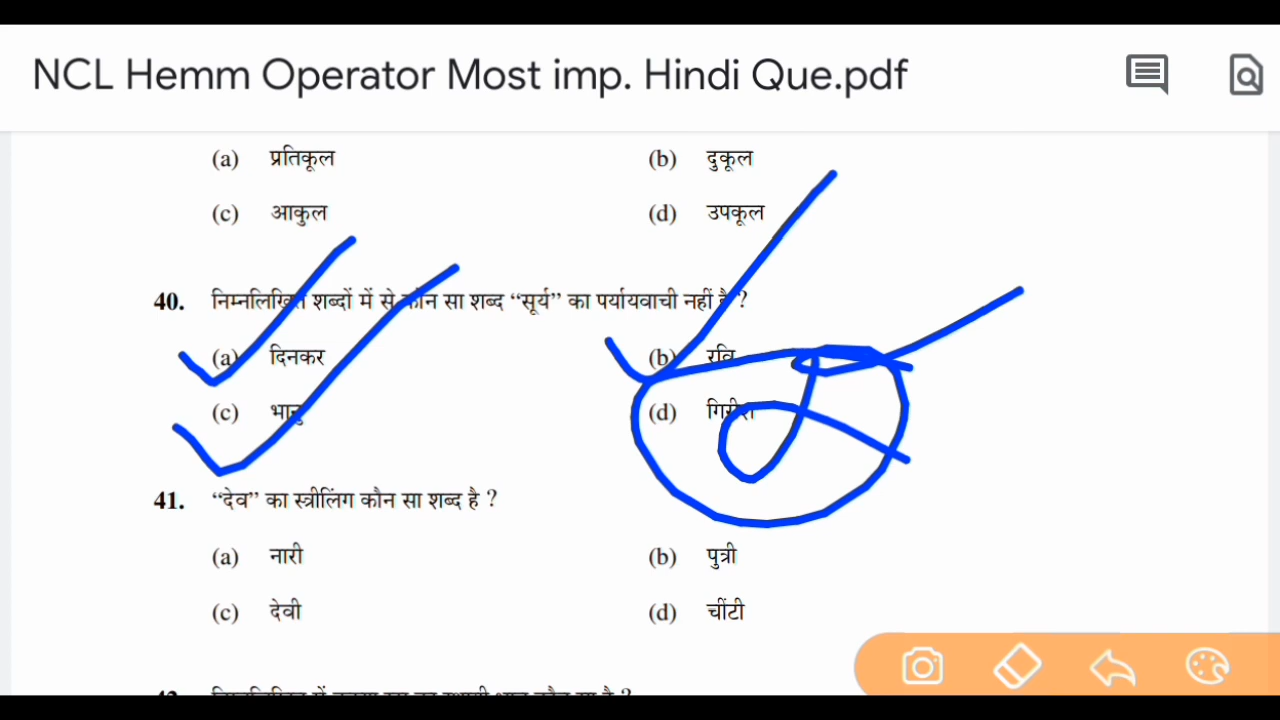 NCL Hemm Operator Most imp. Hindi Que.pdf
(a) प्रतिकूल (b) दुकूल
(c) आकुल (d) उपकूल
40. निम्नलिखित शब्दों में से कौन सा शब्द “सूर्य” का पर्यायवाची नहीं है ?
(a) दिनकर (b) रवि
(c) भानु (d) गिरीश
41. “देव” का स्त्रीलिंग कौन सा शब्द है ?
(a) नारी (b) पुत्री
(c) देवी (d) चींटी